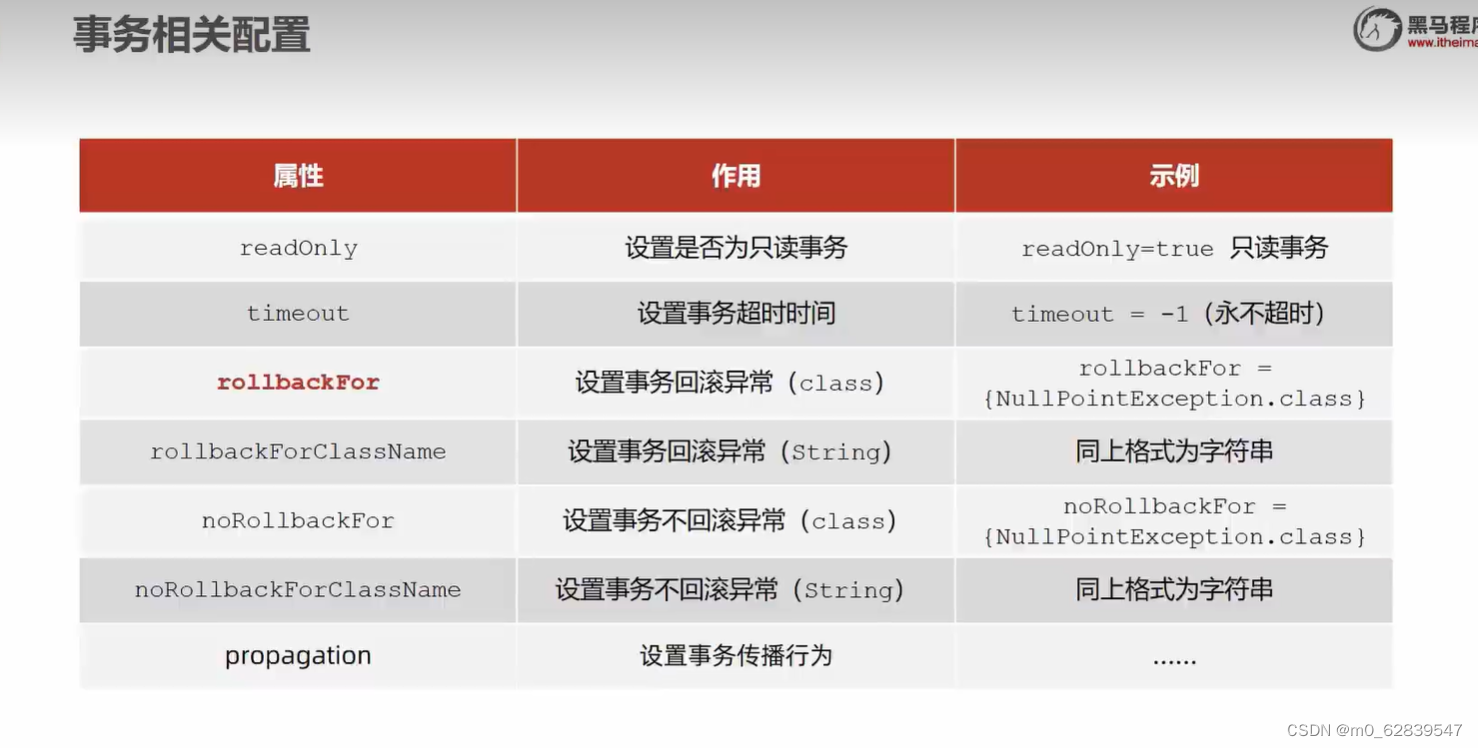 事务相关配置
黑马程序
www.itheima
属性 作用 示例
readOnly 设置是否为只读事务 readOnly=true 只读事务
timeout 设置事务超时时间 timeout = -1（永不超时）
rollbackFor 设置事务回滚异常（class） rollbackFor =
{NullPointException.class}
rollbackForClassName 设置事务回滚异常（String） 同上格式为字符串
noRollbackFor 设置事务不回滚异常（class） noRollbackFor =
{NullPointException.class}
noRollbackForClassName 设置事务不回滚异常（String） 同上格式为字符串
propagation 设置事务传播行为 ……
CSDN @m0_62839547